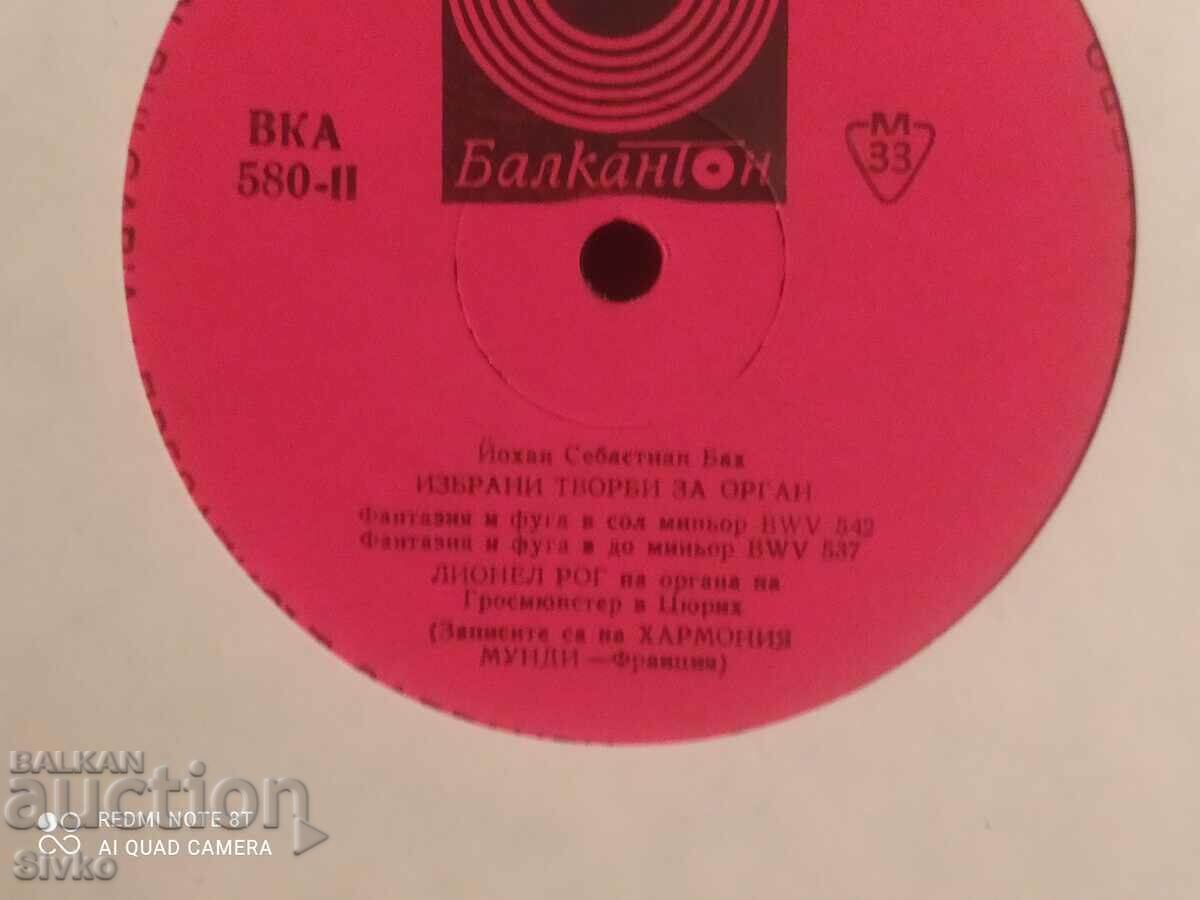 ВКА
580-II
Балкантон
М
33
Йохан Себастиан Бах
ИЗБРАНИ ТВОРБИ ЗА ОРГАН
Фантазия и фуга в сол миньор BWV 542
Фантазия и фуга в до миньор BWV 537
ЛИОНЕЛ РОГ на органа на
Гросмюнстер в Цюрих
(Записите са на ХАРМОНИЯ
МУНДИ —Франция)
BALKAN
auction
REDMI NOTE 8T
AI QUAD CAMERA
Sivko